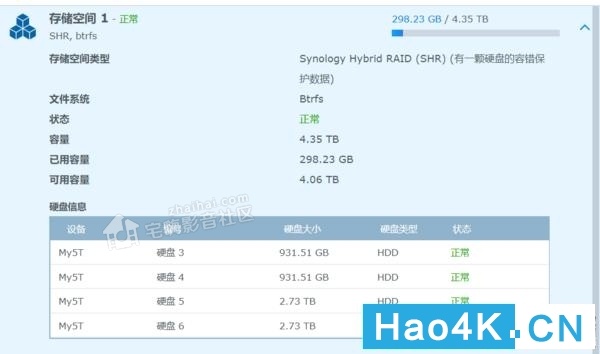 存储空间 1 - 正常
298.23 GB / 4.35 TB
SHR, btrfs
存储空间类型
Synology Hybrid RAID (SHR) (有一颗硬盘的容错保
护数据)
文件系统
Btrfs
状态
正常
容量
4.35 TB
已用容量
298.23 GB
可用容量
4.06 TB
硬盘信息
zhaihai.com
宅嗨影音社区
设备 编号 硬盘大小 硬盘类型 状态
My5T 硬盘 3 931.51 GB HDD 正常
My5T 硬盘 4 931.51 GB HDD 正常
My5T 硬盘 5 2.73 TB HDD 正常
My5T 硬盘 6 2.73 TB
Hao4K.CN